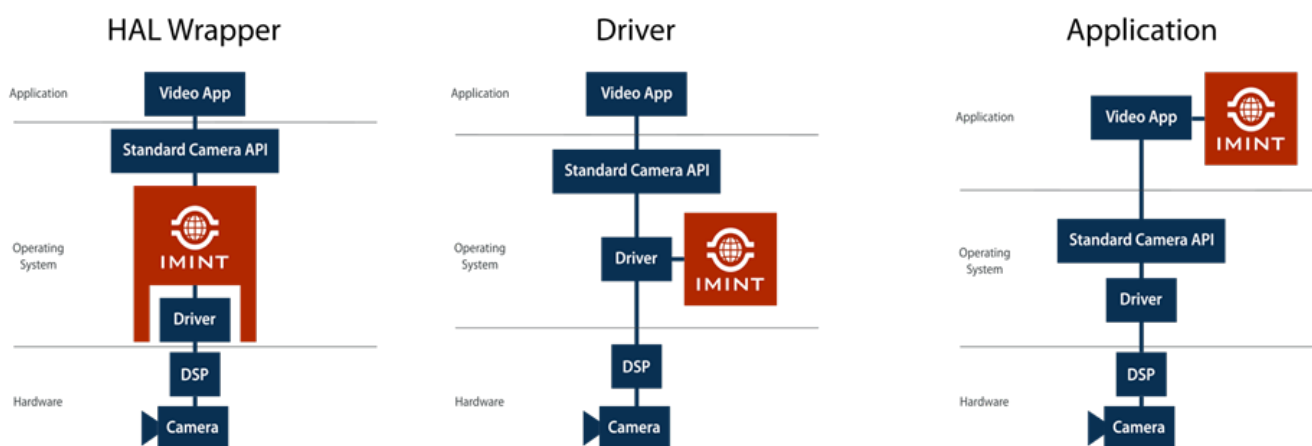 HAL Wrapper
Application
Video App
Standard Camera API
IMINT
Operating
System
Driver
DSP
Hardware
Camera
Driver
Application
Video App
Standard Camera API
Operating
System
Driver
IMINT
DSP
Hardware
Camera
Application
Application
Video App
IMINT
Standard Camera API
Operating
System
Driver
DSP
Hardware
Camera